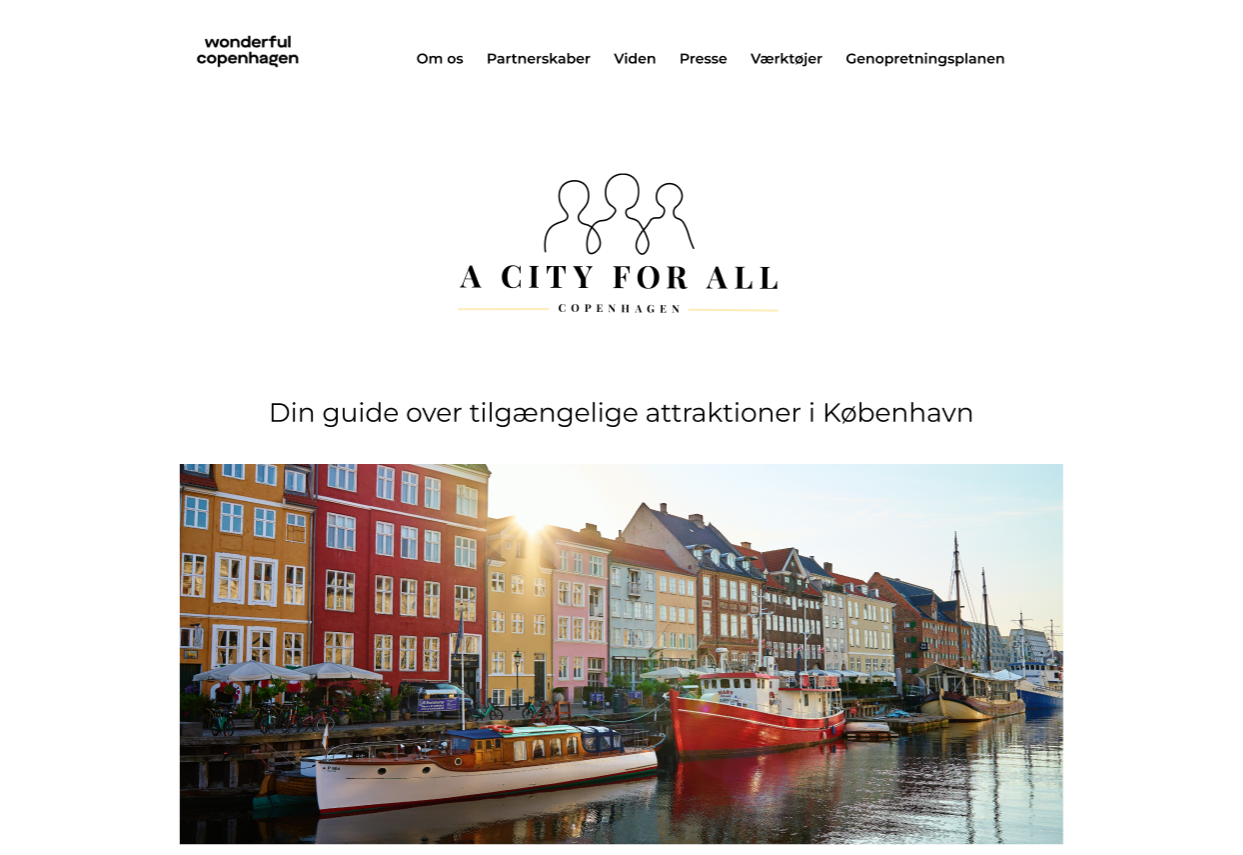 wonderful
copenhagen
Om os Partnerskaber Viden Presse Værktøjer Genopretningsplanen
A CITY FOR ALL
COPENHAGEN
Din guide over tilgængelige attraktioner i København